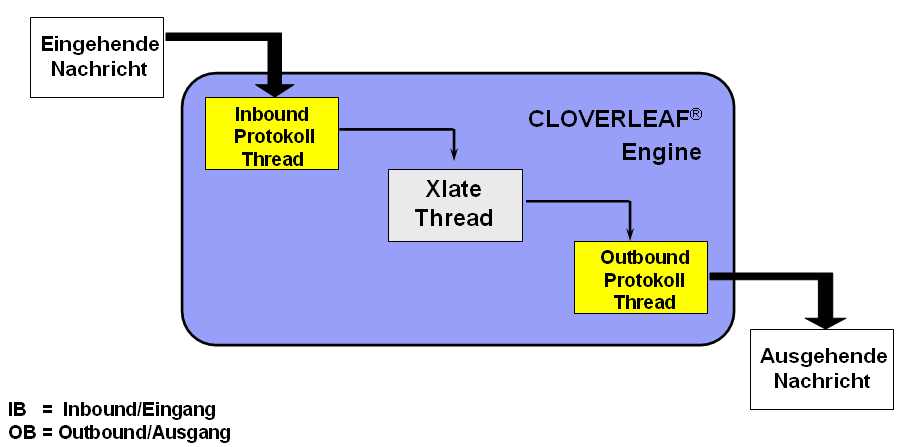 Eingehende
Nachricht
Inbound
Protokoll
Thread
CLOVERLEAF®
Engine
Xlate
Thread
Outbound
Protokoll
Thread
Ausgehende
Nachricht
IB = Inbound/Eingang
OB = Outbound/Ausgang